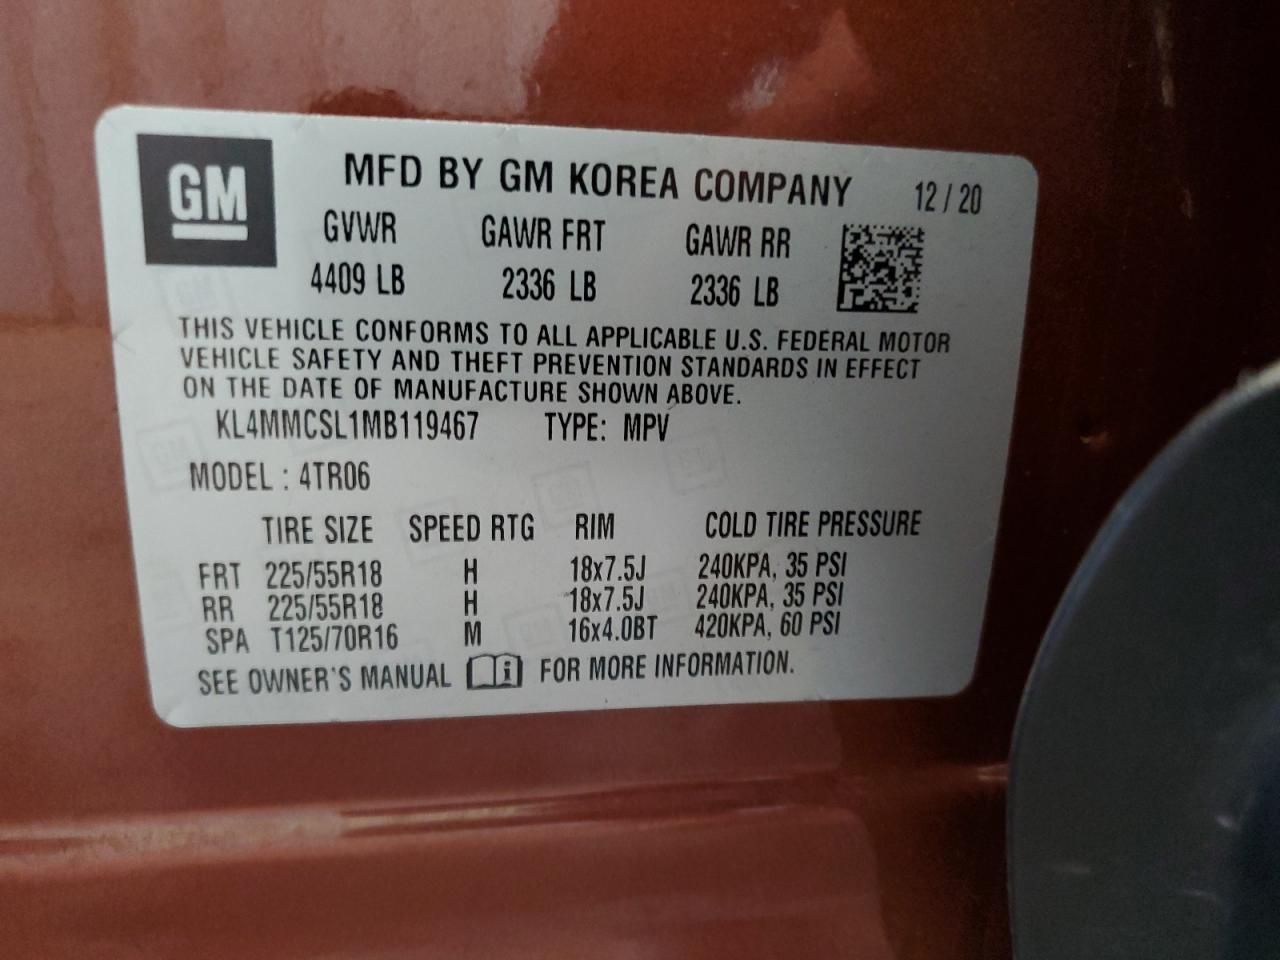 GM
MFD BY GM KOREA COMPANY 12/20
GVWR GAWR FRT GAWR RR
4409 LB 2336 LB 2336 LB
THIS VEHICLE CONFORMS TO ALL APPLICABLE U.S. FEDERAL MOTOR
VEHICLE SAFETY AND THEFT PREVENTION STANDARDS IN EFFECT
ON THE DATE OF MANUFACTURE SHOWN ABOVE.
KL4MMCSL1MB119467 TYPE: MPV
MODEL : 4TR06
TIRE SIZE SPEED RTG RIM COLD TIRE PRESSURE
FRT 225/55R18 H 18x7.5J 240KPA, 35 PSI
RR 225/55R18 H 18x7.5J 240KPA, 35 PSI
SPA T125/70R16 M 16x4.0BT 420KPA, 60 PSI
SEE OWNER'S MANUAL i FOR MORE INFORMATION.